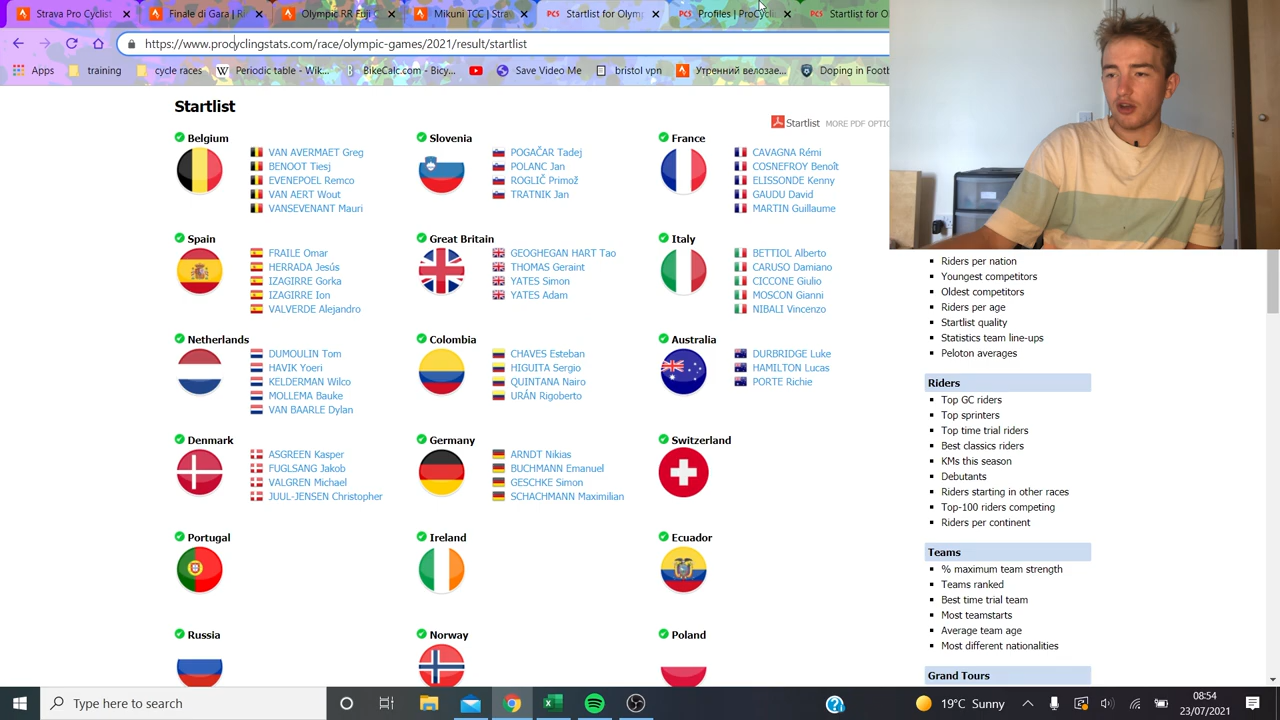 Strava Pro Cycling
Finale di Gara / Ri
Olympic RR Fuji C
Mikuni TCC | Strav
PCS Startlist for Olymp
PCS Profiles | ProCyclin
PCS Startlist for O
https://www.procyclingstats.com/race/olympic-games/2021/result/startlist
Apps training cycle races Periodic table - Wik... BikeCalc.com - Bicy... Save Video Me bristol vpn Утренний велозае... Doping in Footb
Startlist
Startlist MORE PDF OPTIO
Belgium
VAN AVERMAET Greg
BENOOT Tiesj
EVENEPOEL Remco
VAN AERT Wout
VANSEVENANT Mauri
Slovenia
POGAČAR Tadej
POLANC Jan
ROGLIČ Primož
TRATNIK Jan
France
CAVAGNA Rémi
COSNEFROY Benoît
ELISSONDE Kenny
GAUDU David
MARTIN Guillaume
Spain
FRAILE Omar
HERRADA Jesús
IZAGIRRE Gorka
IZAGIRRE Ion
VALVERDE Alejandro
Great Britain
GEOGHEGAN HART Tao
THOMAS Geraint
YATES Simon
YATES Adam
Italy
BETTIOL Alberto
CARUSO Damiano
CICCONE Giulio
MOSCON Gianni
NIBALI Vincenzo
Netherlands
DUMOULIN Tom
HAVIK Yoeri
KELDERMAN Wilco
MOLLEMA Bauke
VAN BAARLE Dylan
Colombia
CHAVES Esteban
HIGUITA Sergio
QUINTANA Nairo
URÁN Rigoberto
Australia
DURBRIDGE Luke
HAMILTON Lucas
PORTE Richie
Denmark
ASGREEN Kasper
FUGLSANG Jakob
VALGREN Michael
JUUL-JENSEN Christopher
Germany
ARNDT Nikias
BUCHMANN Emanuel
GESCHKE Simon
SCHACHMANN Maximilian
Switzerland
Portugal
Ireland
Ecuador
Russia
Norway
Poland
Riders per nation
Youngest competitors
Oldest competitors
Riders per age
Startlist quality
Statistics team line-ups
Peloton averages
Riders
Top GC riders
Top sprinters
Top time trial riders
Best classics riders
KMs this season
Debutants
Riders starting in other races
Top-100 riders competing
Riders per continent
Teams
% maximum team strength
Teams ranked
Best time trial team
Most teamstarts
Average team age
Most different nationalities
Grand Tours
Type here to search
19°C Sunny
08:54
23/07/2021